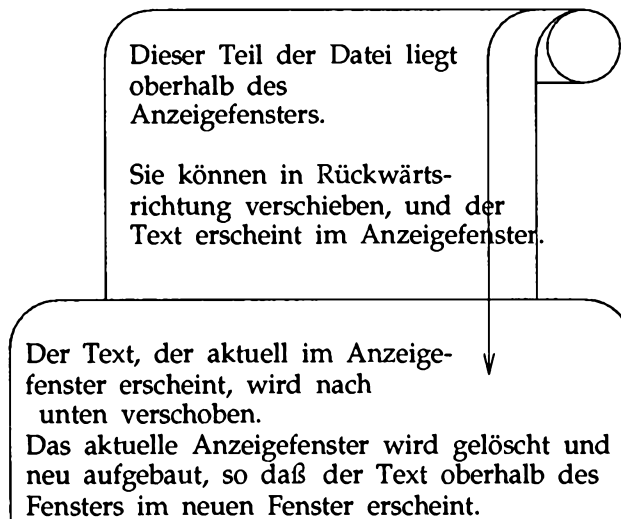 Dieser Teil der Datei liegt
oberhalb des
Anzeigefensters.
Sie können in Rückwärts-
richtung verschieben, und der
Text erscheint im Anzeigefenster.
Der Text, der aktuell im Anzeige-
fenster erscheint, wird nach
unten verschoben.
Das aktuelle Anzeigefenster wird gelöscht und
neu aufgebaut, so daß der Text oberhalb des
Fensters im neuen Fenster erscheint.